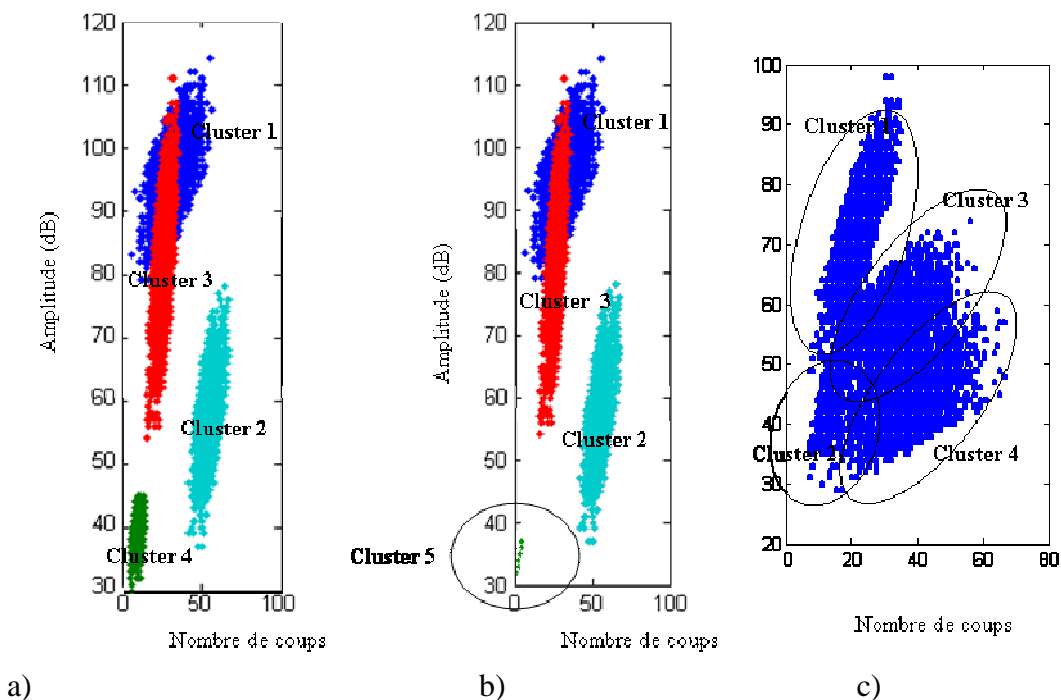 120
110
100
90
80
70
60
50
40
30
0
50
100
Amplitude (dB)
Nombre de coups
Cluster 1
Cluster 3
Cluster 2
Cluster 4
a)
120
110
100
90
80
70
60
50
40
30
0
50
100
Amplitude (dB)
Nombre de coups
Cluster 1
Cluster 3
Cluster 2
Cluster 5
b)
100
90
80
70
60
50
40
30
20
0
20
40
60
80
Nombre de coups
Cluster 1
Cluster 3
Cluster 2
Cluster 4
c)